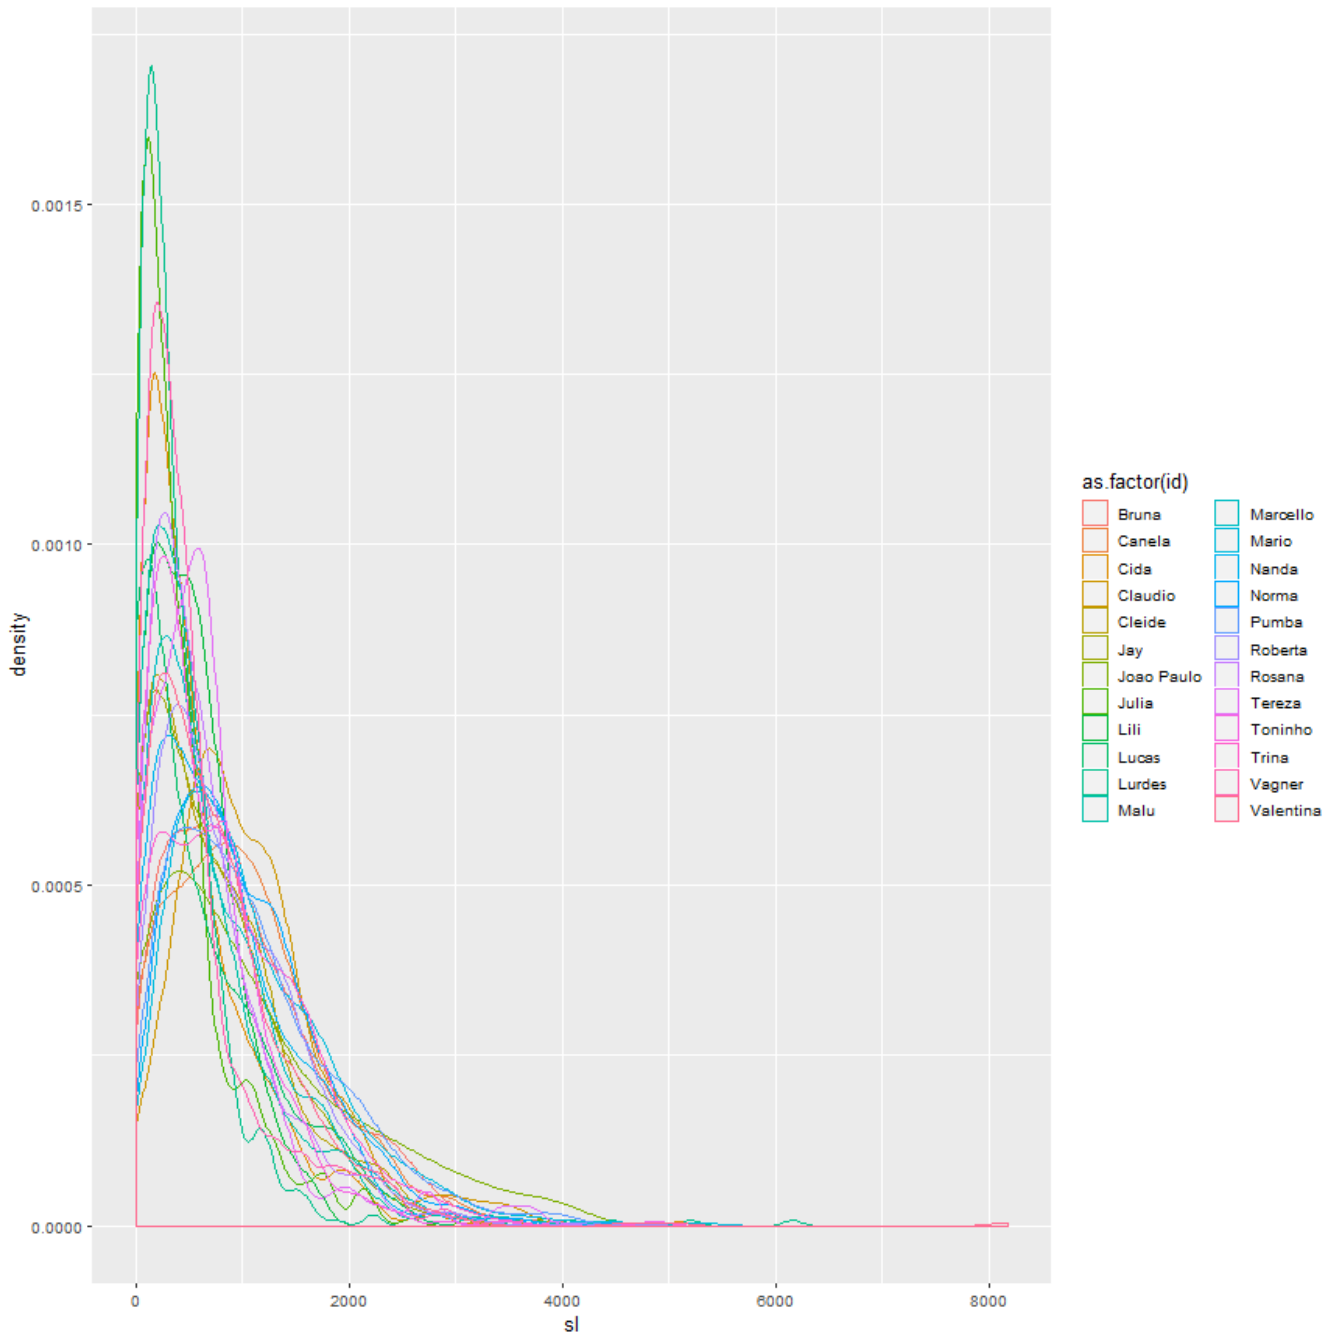 0.0015
0.0010
0.0005
0.0000
density
0 2000 4000 6000 8000
sl
as.factor(id)
Bruna Marcello
Canela Mario
Cida Nanda
Claudio Norma
Cleide Pumba
Jay Roberta
Joao Paulo Rosana
Julia Tereza
Lili Toninho
Lucas Trina
Lurdes Vagner
Malu Valentina